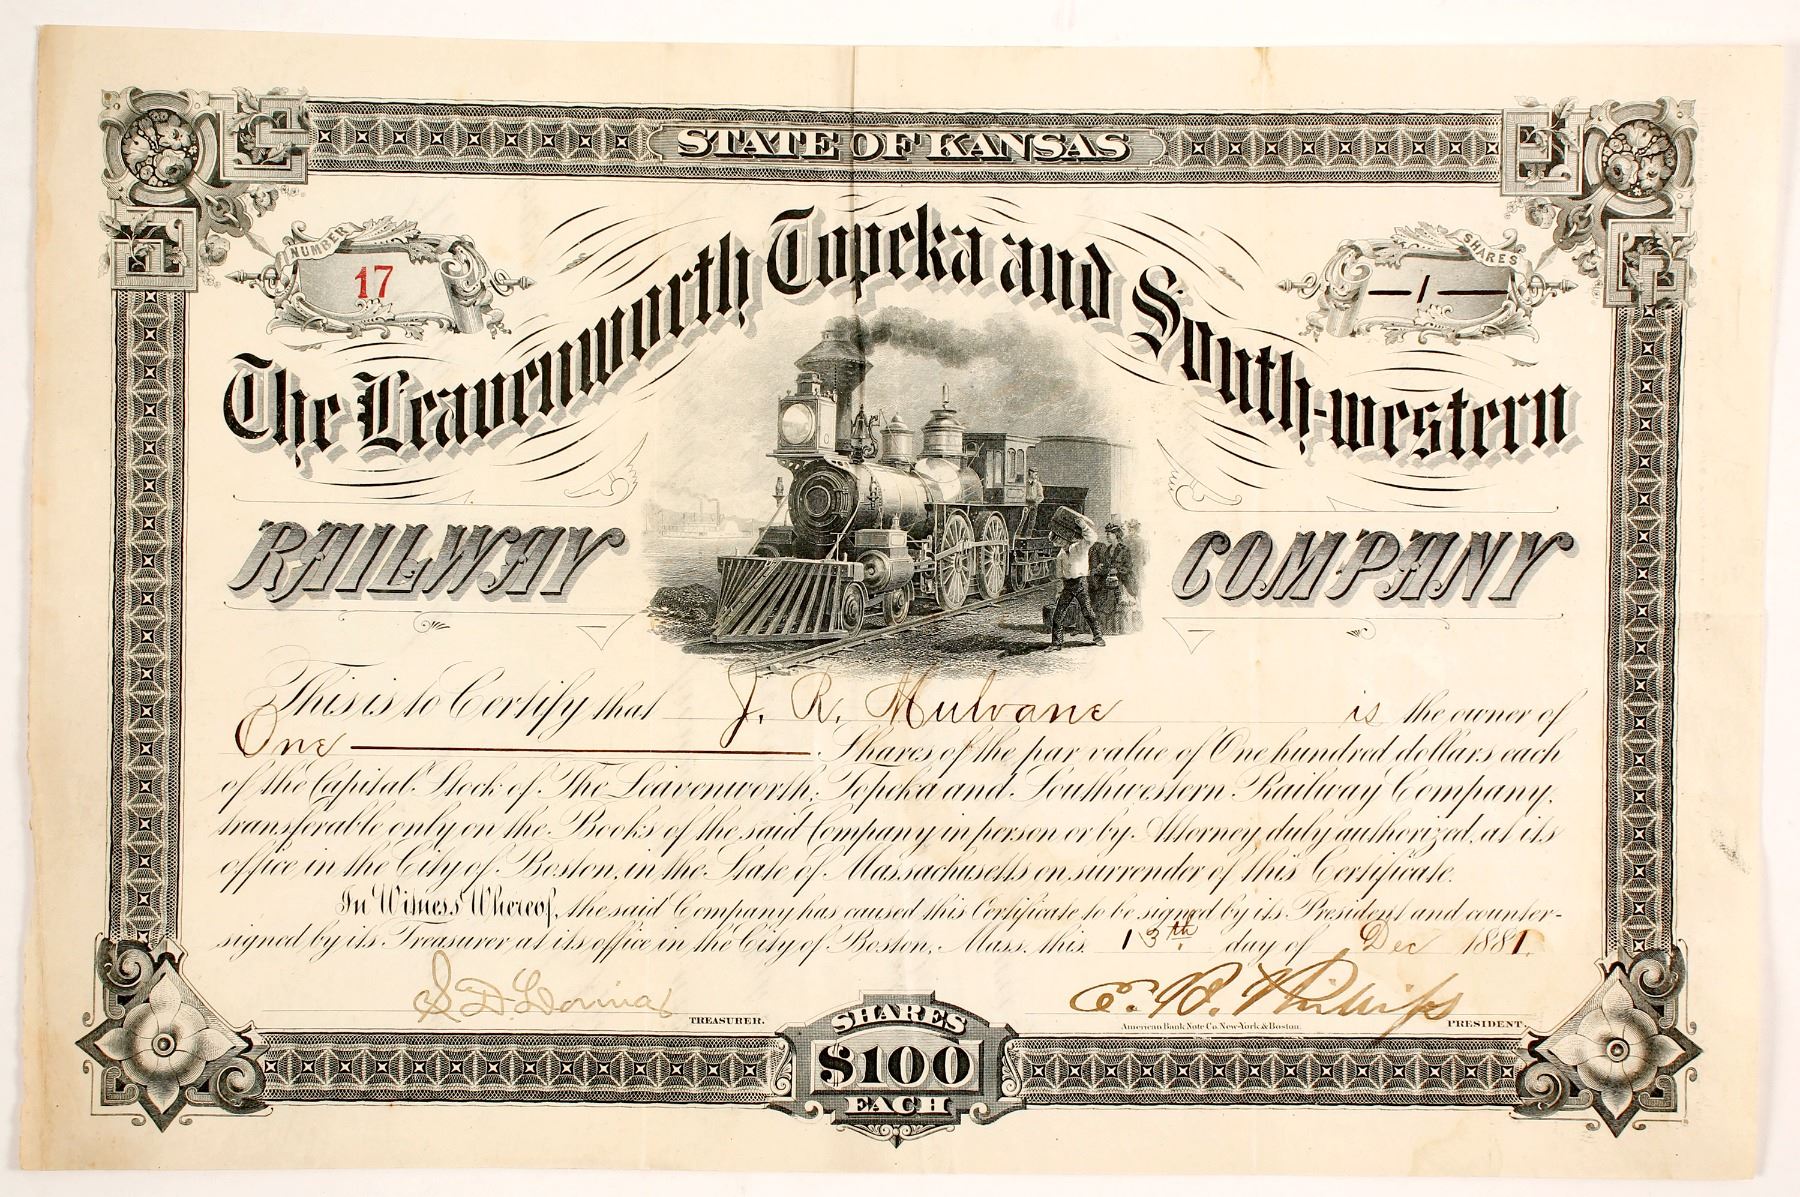 STATE OF KANSAS
NUMBER
17
SHARES
— 1 —
The Leavenworth Topeka and South-western
RAILWAY COMPANY
This is to Certify that J. R. Mulvane is the owner of
One Shares of the par value of One hundred dollars each
of the Capital Stock of The Leavenworth, Topeka and Southwestern Railway Company,
transferable only on the Books of the said Company in person or by Attorney duly authorized, at its
office in the City of Boston, in the State of Massachusetts on surrender of this Certificate.
In Witness Whereof, the said Company has caused this Certificate to be signed by its President and counter-
signed by its Treasurer at its office in the City of Boston, Mass. this 13th day of Dec 1881.
TREASURER.
E. Phillips
American Bank Note Co. New-York & Boston.
PRESIDENT.
SHARES
$100
EACH